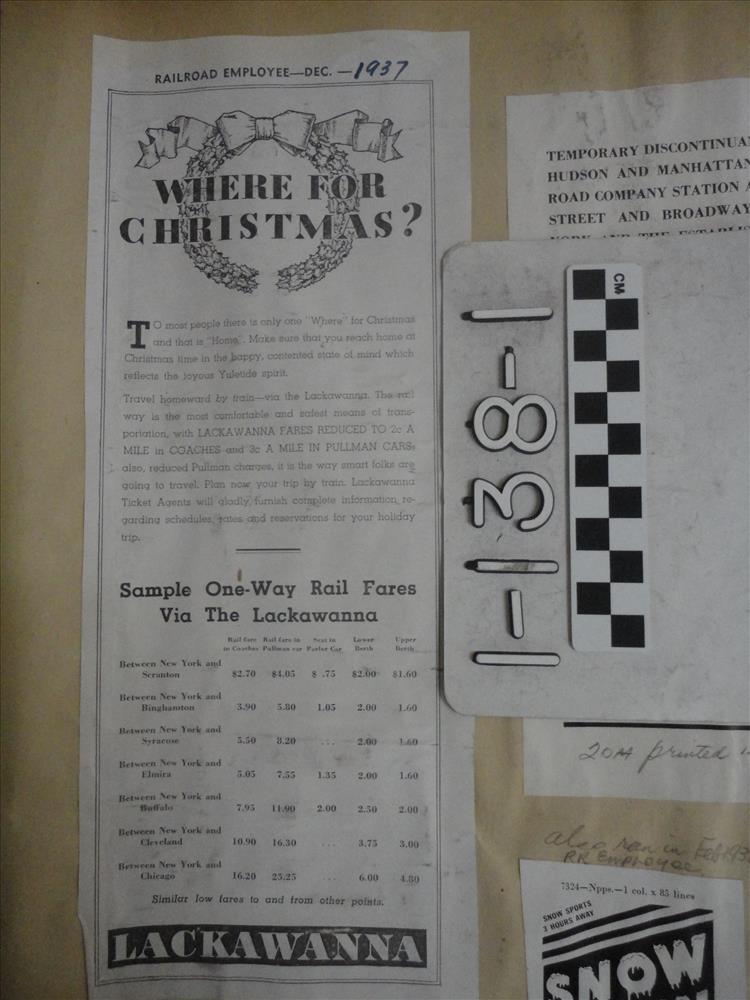 RAILROAD EMPLOYEE—DEC. —1937
WHERE FOR
CHRISTMAS?
TO most people there is only one "Where" for Christmas
and that is "Home". Make sure that you reach home at
Christmas time in the happy, contented state of mind which
reflects the joyous Yuletide spirit.
Travel homeward by train—via the Lackawanna. The rail
way is the most comfortable and safest means of trans-
portation, with LACKAWANNA FARES REDUCED TO 2c A
MILE in COACHES and 3c A MILE IN PULLMAN CARS;
also, reduced Pullman charges, it is the way smart folks are
going to travel. Plan now your trip by train. Lackawanna
Ticket Agents will gladly furnish complete information re-
garding schedules, rates and reservations for your holiday
trip.
Sample One-Way Rail Fares
Via The Lackawanna
Rail fare Rail fare in Seat in Lower Upper
in Coaches Pullman car Parlor Car Berth Berth
Between New York and
Scranton $2.70 $4.05 $ .75 $2.00 $1.60
Between New York and
Binghamton 3.90 5.80 1.05 2.00 1.60
Between New York and
Syracuse 5.50 8.20 ... 2.00 1.60
Between New York and
Elmira 5.05 7.55 1.35 2.00 1.60
Between New York and
Buffalo 7.95 11.90 2.00 2.50 2.00
Between New York and
Cleveland 10.90 16.30 ... 3.75 3.00
Between New York and
Chicago 16.20 25.25 ... 6.00 4.80
Similar low fares to and from other points.
LACKAWANNA
TEMPORARY DISCONTINUA
HUDSON AND MANHATTAN
ROAD COMPANY STATION A
STREET AND BROADWAY
CM
1-138-1
printed
also ran in Feb 193
RR Employee
7324—Npps.—1 col. x 85 lines
SNOW SPORTS
3 HOURS AWAY
SNOW